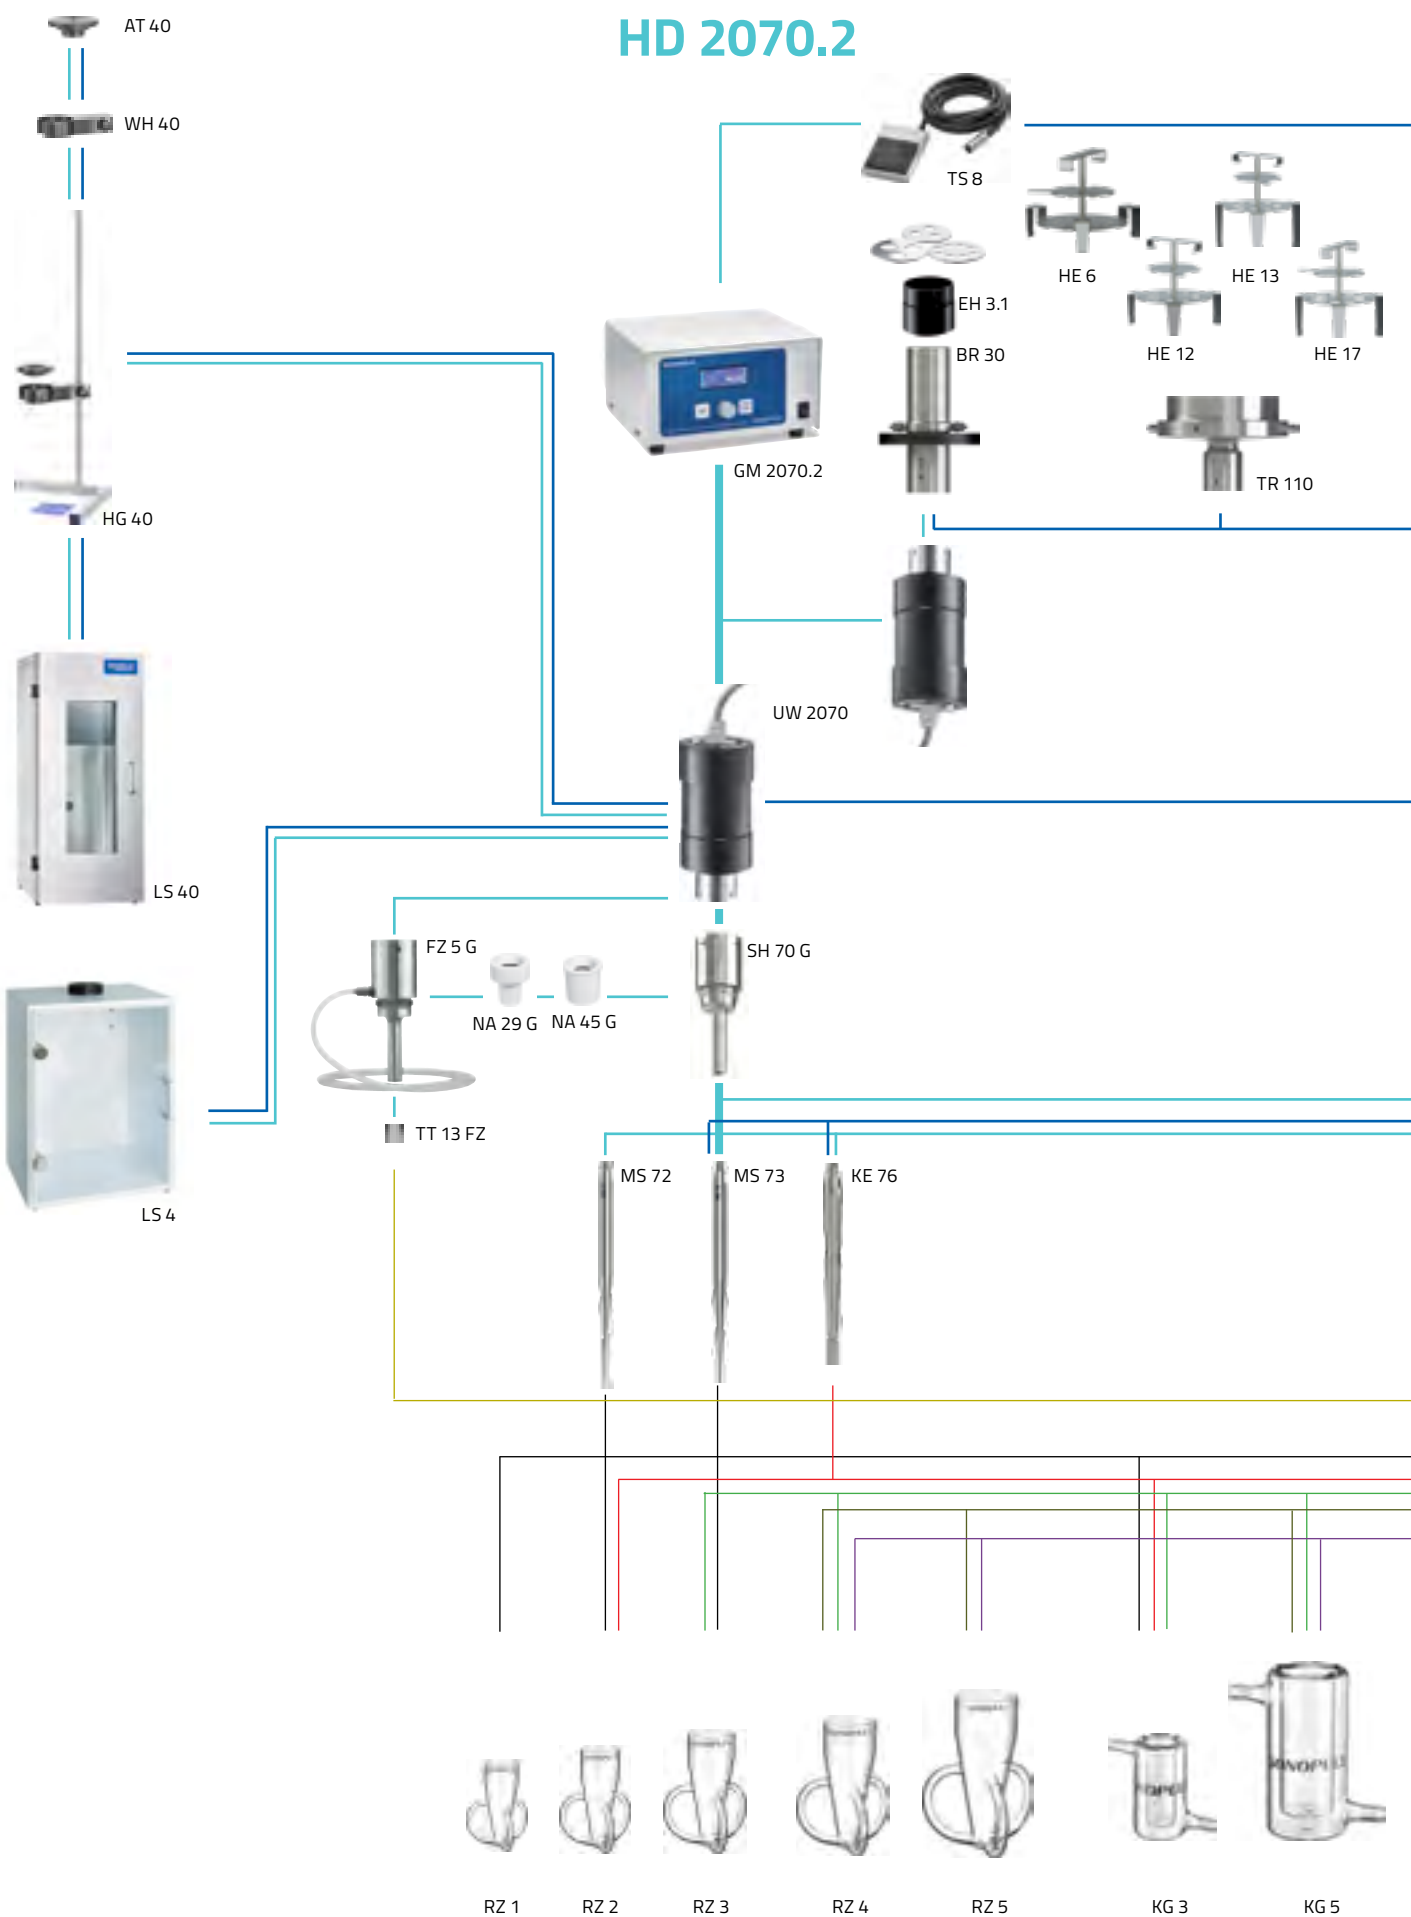 HD 2070.2
AT 40
WH 40
TS 8
HE 6
HE 13
EH 3.1
HE 12
HE 17
BR 30
GM 2070.2
TR 110
HG 40
UW 2070
LS 40
FZ 5 G
SH 70 G
NA 29 G
NA 45 G
TT 13 FZ
MS 72
MS 73
KE 76
LS 4
RZ 1
RZ 2
RZ 3
RZ 4
RZ 5
KG 3
KG 5